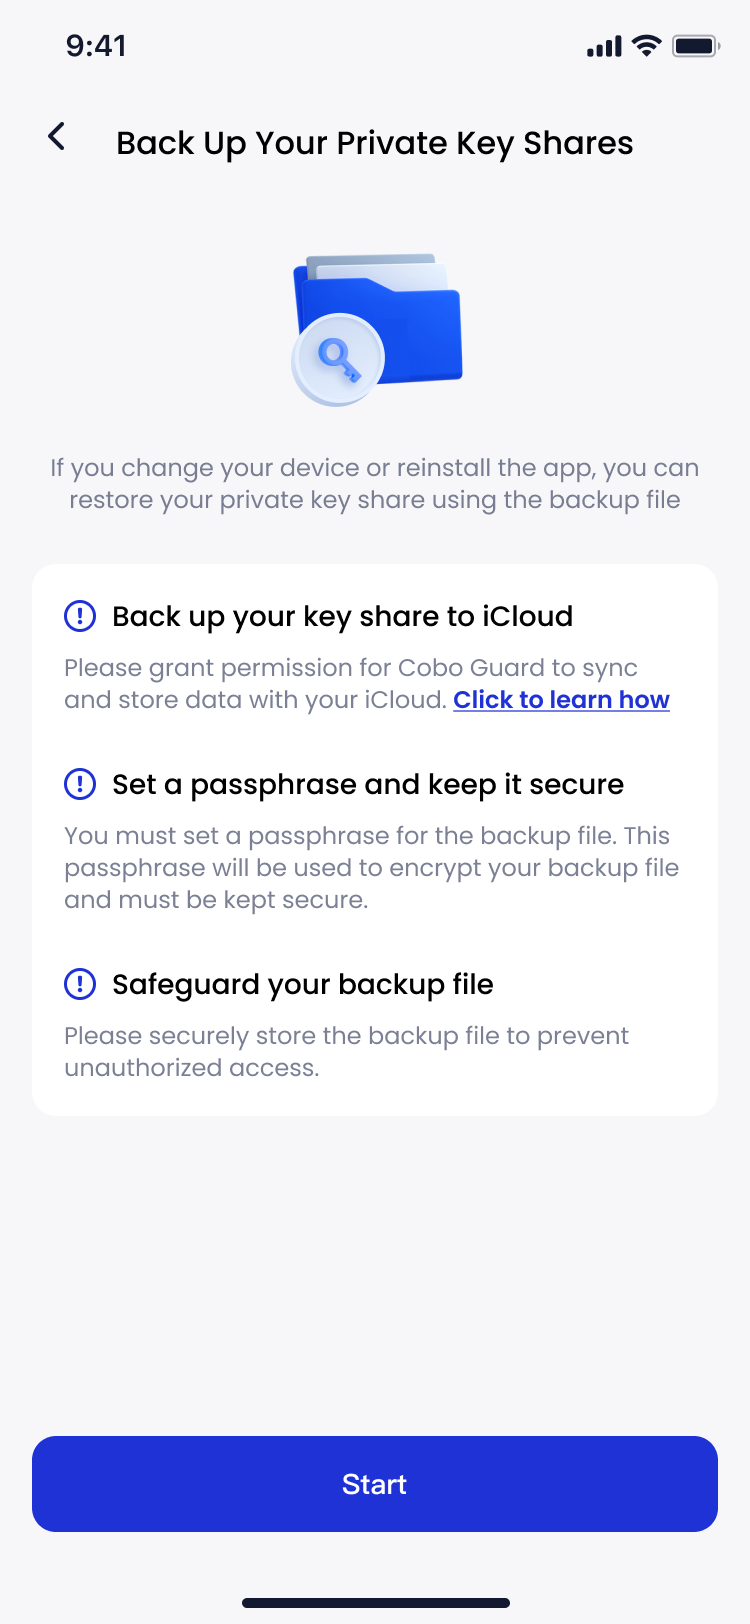 9:41
Back Up Your Private Key Shares
If you change your device or reinstall the app, you can
restore your private key share using the backup file
Back up your key share to iCloud
Please grant permission for Cobo Guard to sync
and store data with your iCloud. Click to learn how
Set a passphrase and keep it secure
You must set a passphrase for the backup file. This
passphrase will be used to encrypt your backup file
and must be kept secure.
Safeguard your backup file
Please securely store the backup file to prevent
unauthorized access.
Start